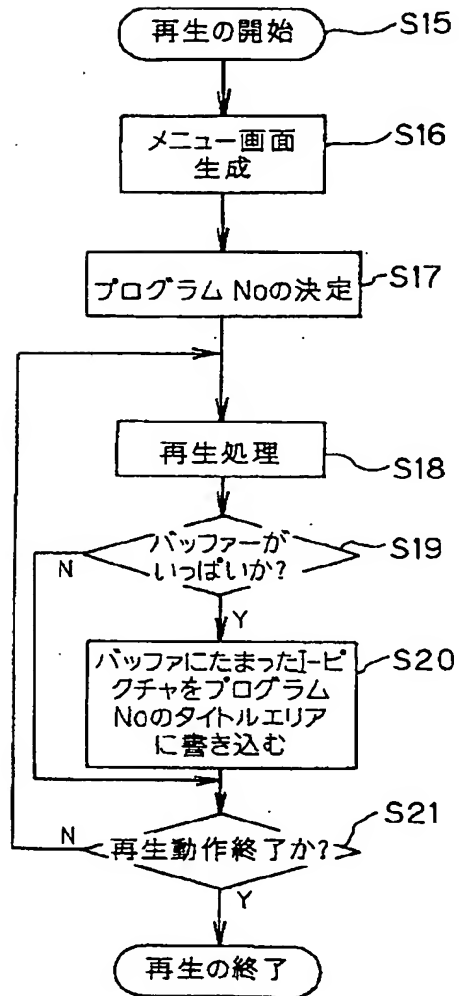 再生の開始
S15
メニュー画面
生成
S16
プログラム Noの決定
S17
再生処理
S18
バッファーが
いっぱいか?
S19
N
Y
バッファにたまったI-ピ
クチャをプログラム
Noのタイトルエリア
に書き込む
S20
再生動作終了か?
S21
N
Y
再生の終了